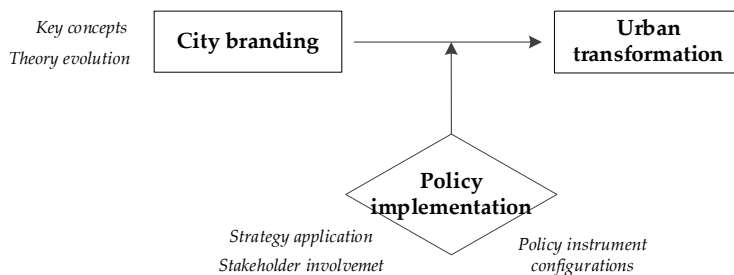 Key concepts
Theory evolution
City branding
Urban
transformation
Policy
implementation
Strategy application
Stakeholder involvemet
Policy instrument
configurations